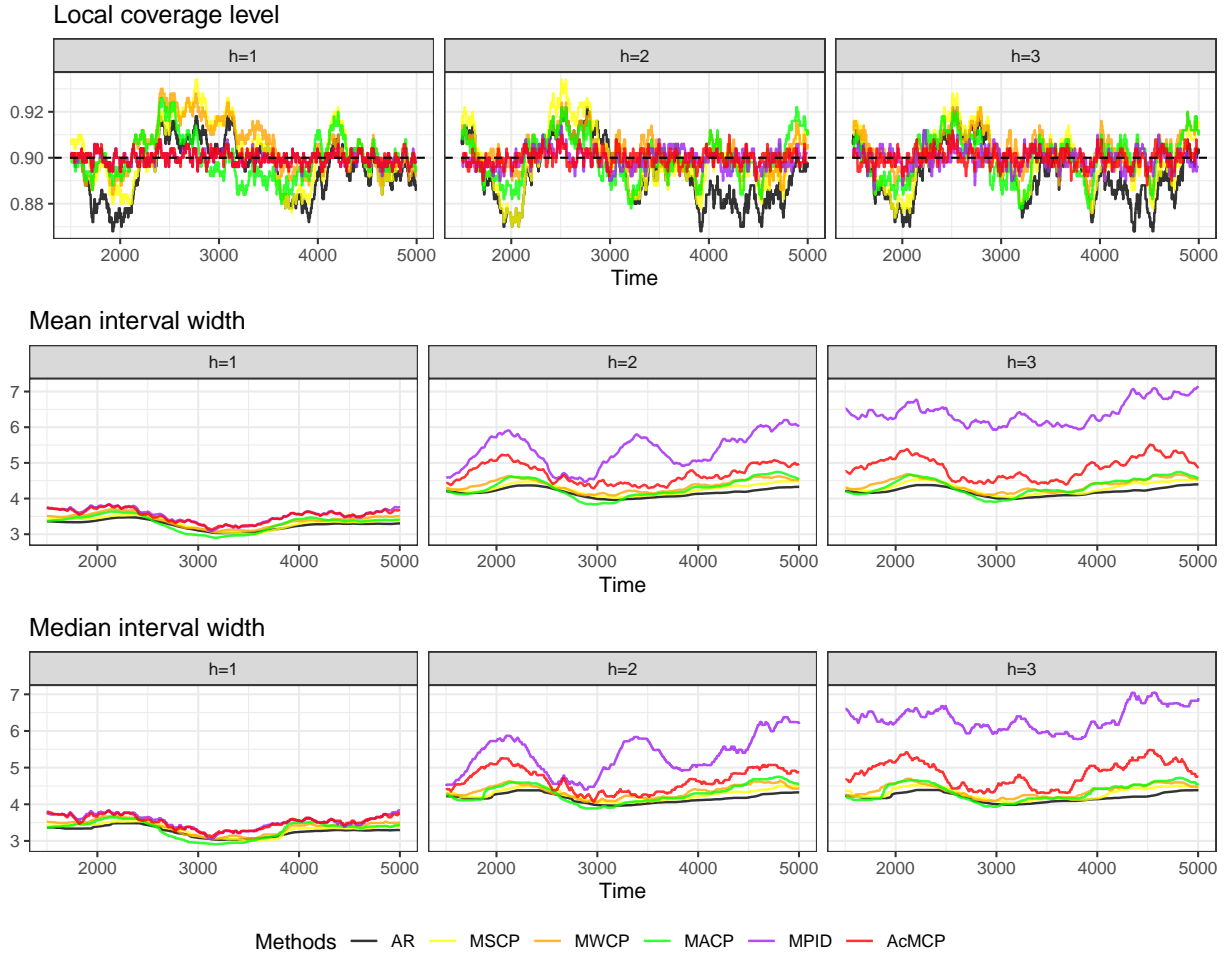 Local coverage level
h=1 h=2 h=3
0.92
0.90
0.88
2000 3000 4000 5000 2000 3000 4000 5000 2000 3000 4000 5000
Time
Mean interval width
h=1 h=2 h=3
7
6
5
4
3
2000 3000 4000 5000 2000 3000 4000 5000 2000 3000 4000 5000
Time
Median interval width
h=1 h=2 h=3
7
6
5
4
3
2000 3000 4000 5000 2000 3000 4000 5000 2000 3000 4000 5000
Time
Methods AR MSCP MWCP MACP MPID AcMCP